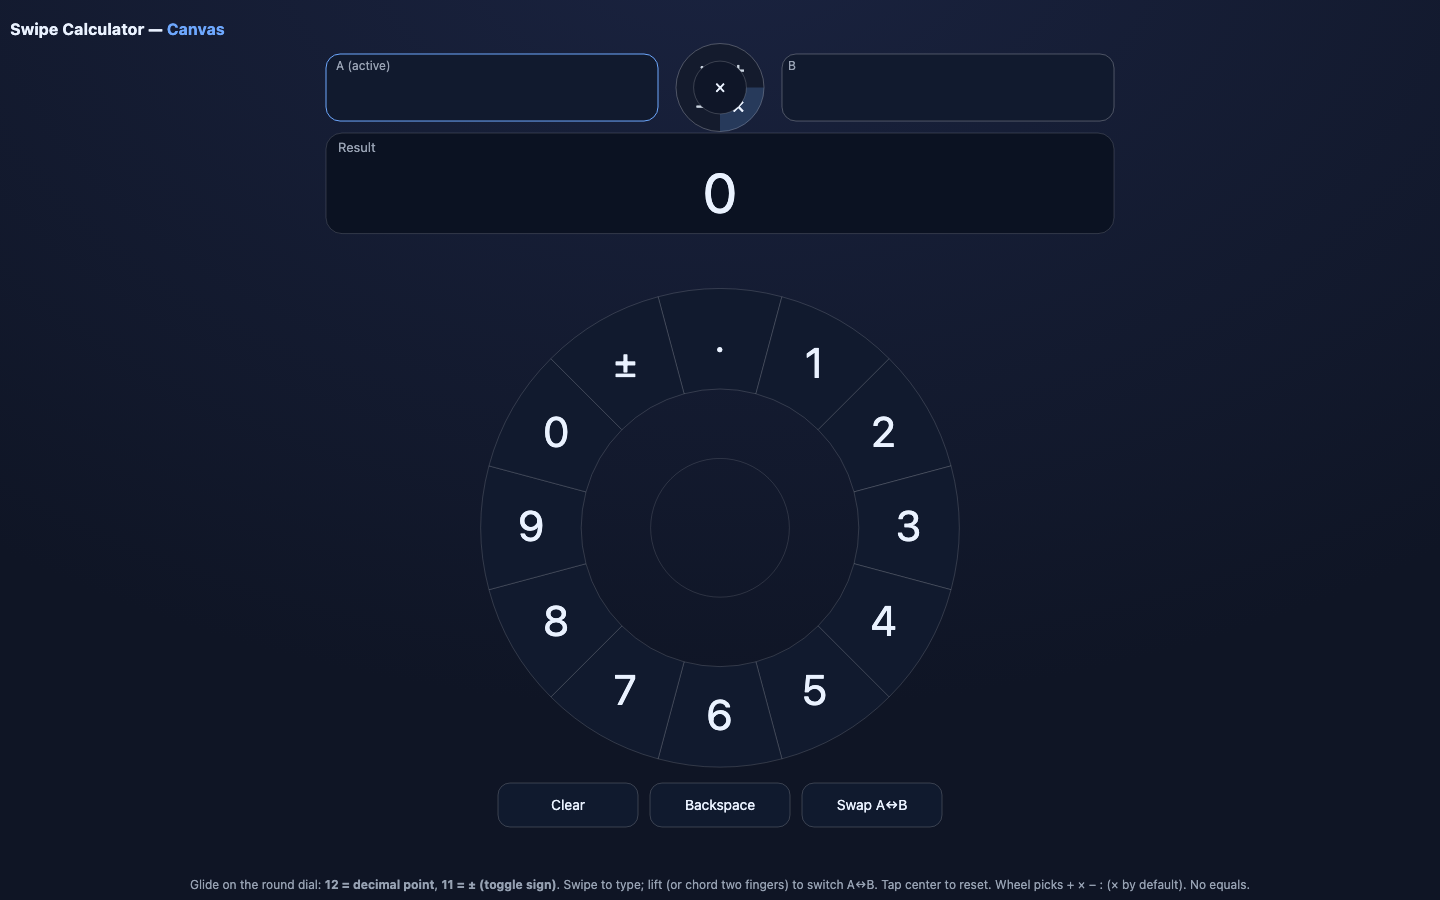 Swipe Calculator — Canvas
A (active)
×
B
×
Result
0
.
± 1
0 2
9 3
8 4
7 5
6
Clear Backspace Swap A↔B
Glide on the round dial: 12 = decimal point, 11 = ± (toggle sign). Swipe to type; lift (or chord two fingers) to switch A↔B. Tap center to reset. Wheel picks + × − : (× by default). No equals.